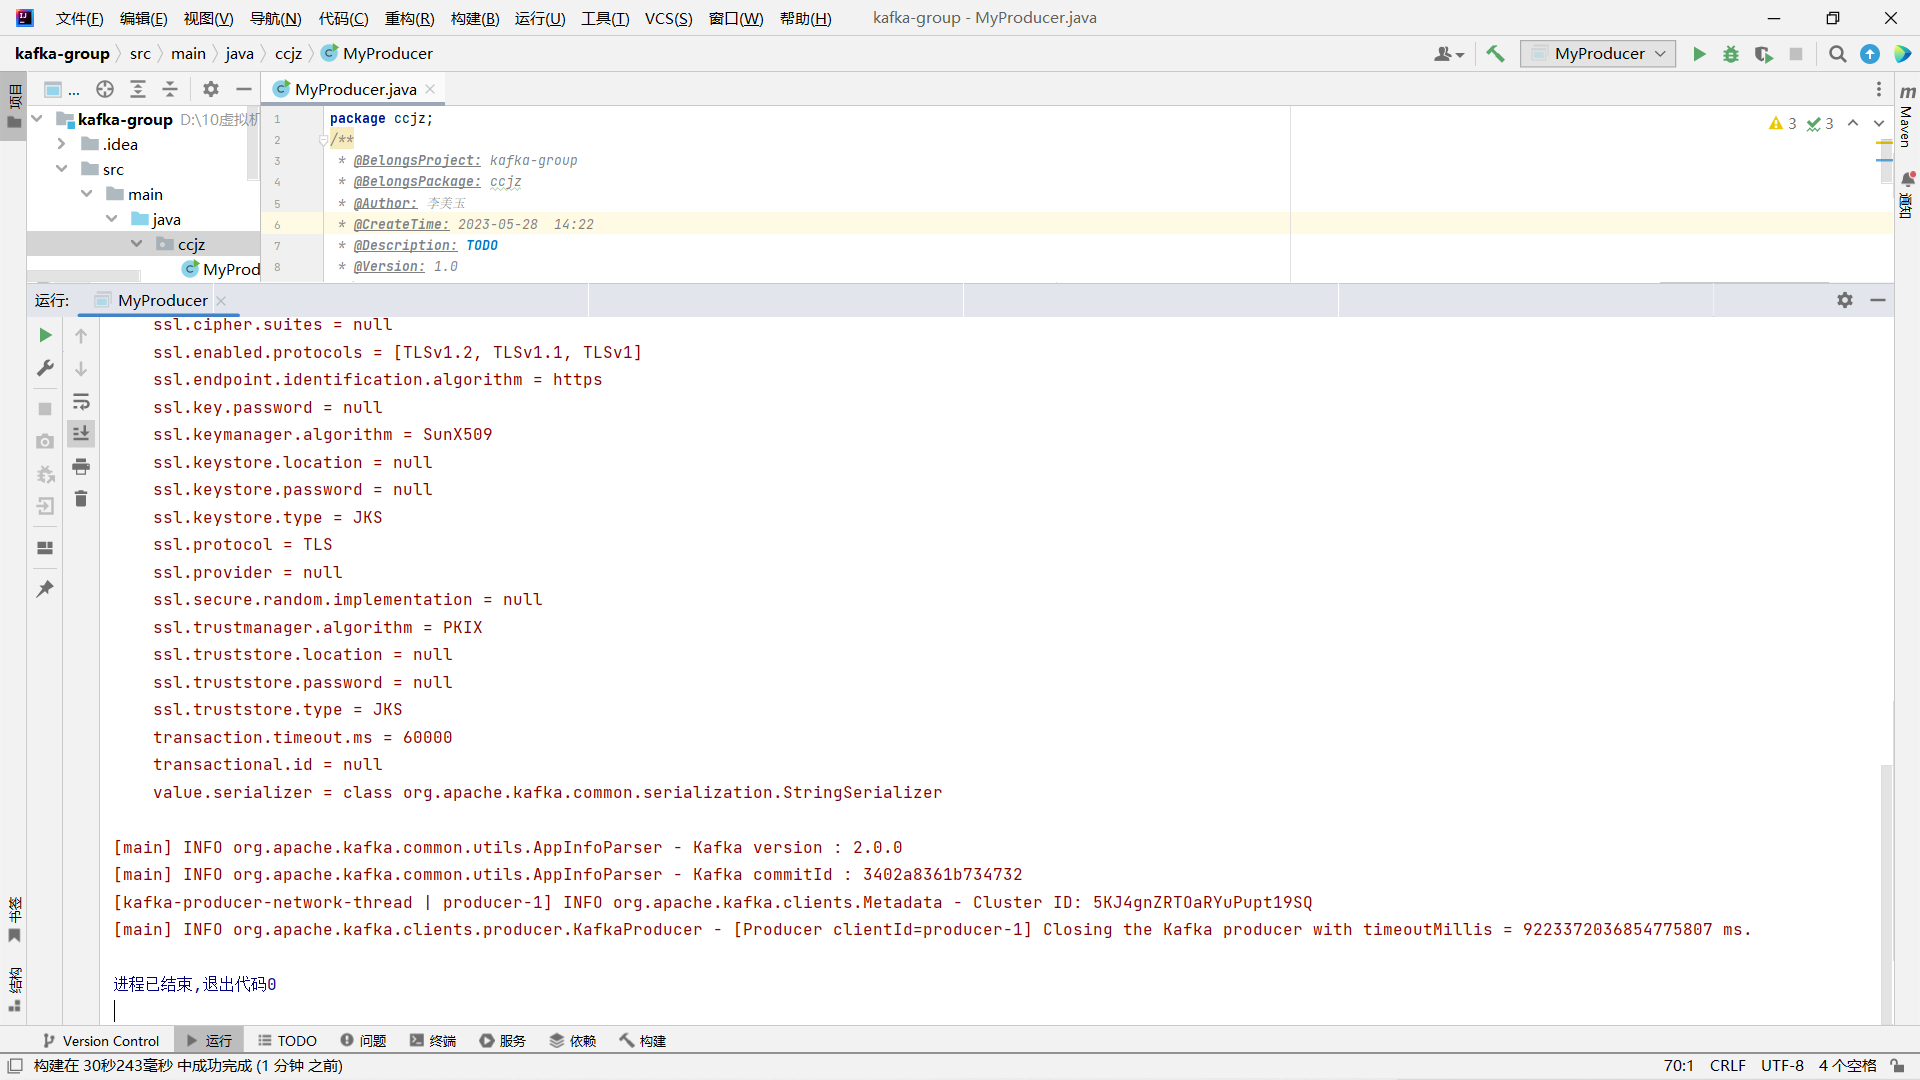 文件(F) 编辑(E) 视图(V) 导航(N) 代码(C) 重构(R) 构建(B) 运行(U) 工具(T) VCS(S) 窗口(W) 帮助(H) kafka-group - MyProducer.java
kafka-group src main java ccjz MyProducer MyProducer
项目 ... MyProducer.java
kafka-group D:\10虚拟机
.idea
src
main
java
ccjz
MyProd
1 package ccjz;
2 /**
3 * @BelongsProject: kafka-group
4 * @BelongsPackage: ccjz
5 * @Author: 李美玉
6 * @CreateTime: 2023-05-28 14:22
7 * @Description: TODO
8 * @Version: 1.0
3 3
Maven
通知
运行: MyProducer
ssl.cipher.suites = null
ssl.enabled.protocols = [TLSv1.2, TLSv1.1, TLSv1]
ssl.endpoint.identification.algorithm = https
ssl.key.password = null
ssl.keymanager.algorithm = SunX509
ssl.keystore.location = null
ssl.keystore.password = null
ssl.keystore.type = JKS
ssl.protocol = TLS
ssl.provider = null
ssl.secure.random.implementation = null
ssl.trustmanager.algorithm = PKIX
ssl.truststore.location = null
ssl.truststore.password = null
ssl.truststore.type = JKS
transaction.timeout.ms = 60000
transactional.id = null
value.serializer = class org.apache.kafka.common.serialization.StringSerializer
[main] INFO org.apache.kafka.common.utils.AppInfoParser - Kafka version : 2.0.0
[main] INFO org.apache.kafka.common.utils.AppInfoParser - Kafka commitId : 3402a8361b734732
[kafka-producer-network-thread | producer-1] INFO org.apache.kafka.clients.Metadata - Cluster ID: 5KJ4gnZRTOaRYuPupt19SQ
[main] INFO org.apache.kafka.clients.producer.KafkaProducer - [Producer clientId=producer-1] Closing the Kafka producer with timeoutMillis = 9223372036854775807 ms.
进程已结束,退出代码0
书签
结构
Version Control 运行 TODO 问题 终端 服务 依赖 构建
构建在 30秒243毫秒 中成功完成 (1 分钟 之前) 70:1 CRLF UTF-8 4 个空格